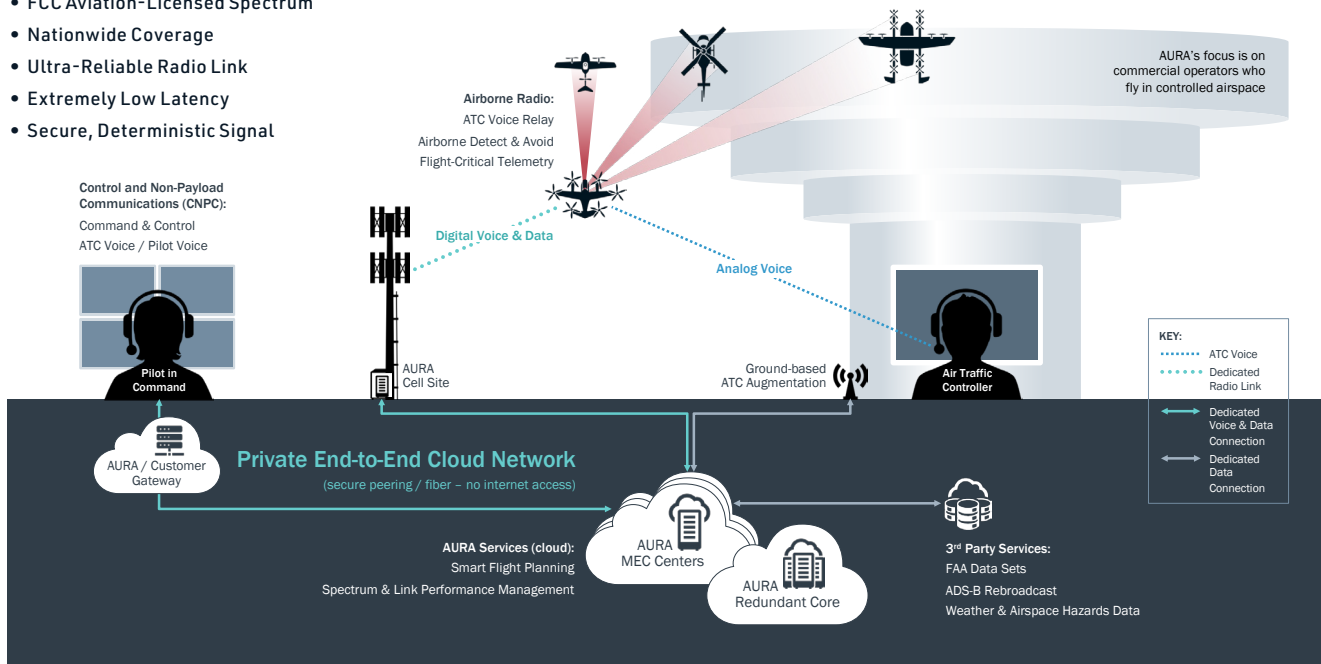 • FCC Aviation-Licensed Spectrum
• Nationwide Coverage
• Ultra-Reliable Radio Link
• Extremely Low Latency
• Secure, Deterministic Signal
AURA's focus is on
commercial operators who
fly in controlled airspace
Airborne Radio:
ATC Voice Relay
Airborne Detect & Avoid
Flight-Critical Telemetry
Control and Non-Payload
Communications (CNPC):
Command & Control
ATC Voice / Pilot Voice
Digital Voice & Data
Analog Voice
Pilot in
Command
AURA
Cell Site
Ground-based
ATC Augmentation
Air Traffic
Controller
KEY:
ATC Voice
Dedicated
Radio Link
Dedicated
Voice & Data
Connection
Dedicated
Data
Connection
AURA / Customer
Gateway
Private End-to-End Cloud Network
(secure peering / fiber – no internet access)
AURA Services (cloud):
Smart Flight Planning
Spectrum & Link Performance Management
AURA
MEC Centers
AURA
Redundant Core
3rd Party Services:
FAA Data Sets
ADS-B Rebroadcast
Weather & Airspace Hazards Data